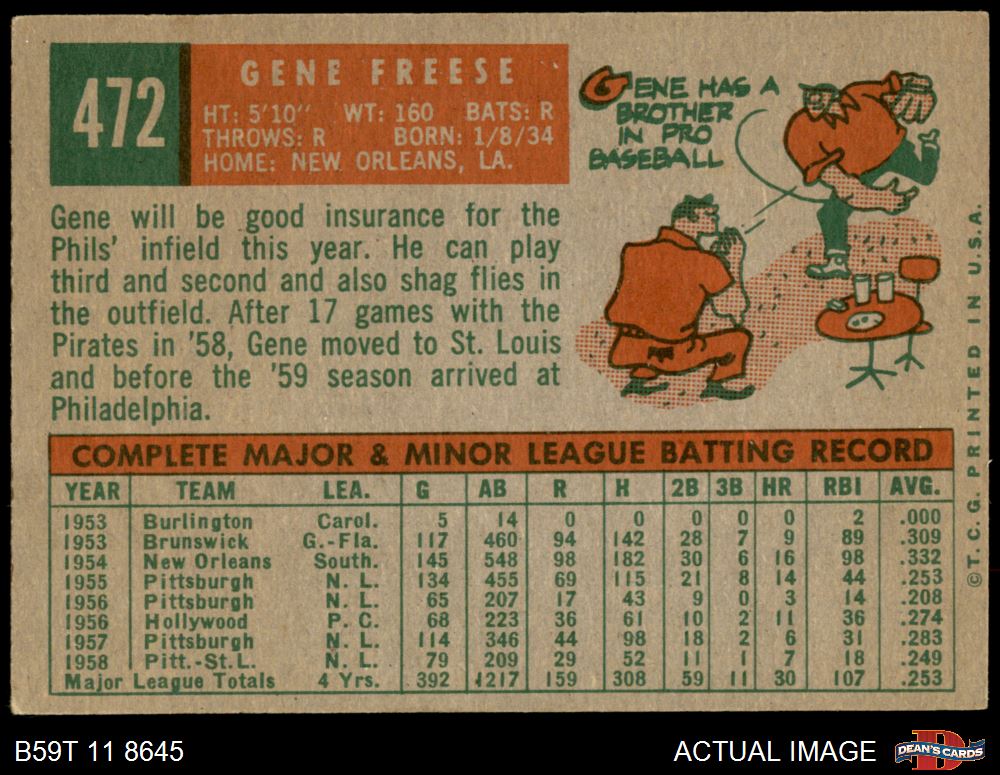 472
GENE FREESE
HT: 5'10" WT: 160 BATS: R
THROWS: R BORN: 1/8/34
HOME: NEW ORLEANS, LA.
GENE HAS A
BROTHER
IN PRO
BASEBALL
Gene will be good insurance for the
Phils' infield this year. He can play
third and second and also shag flies in
the outfield. After 17 games with the
Pirates in '58, Gene moved to St. Louis
and before the '59 season arrived at
Philadelphia.
COMPLETE MAJOR & MINOR LEAGUE BATTING RECORD
YEAR TEAM LEA. G AB R H 2B 3B HR RBI AVG.
1953 Burlington Carol. 5 14 0 0 0 0 0 2 .000
1953 Brunswick G.-Fla. 117 460 94 142 28 7 9 89 .309
1954 New Orleans South. 145 548 98 182 30 6 16 98 .332
1955 Pittsburgh N. L. 134 455 69 115 21 8 14 44 .253
1956 Pittsburgh N. L. 65 207 17 43 9 0 3 14 .208
1956 Hollywood P. C. 68 223 36 61 10 2 11 36 .274
1957 Pittsburgh N. L. 114 346 44 98 18 2 6 31 .283
1958 Pitt.-St.L. N. L. 79 209 29 52 11 1 7 18 .249
Major League Totals 4 Yrs. 392 1217 159 308 59 11 30 107 .253
© T. C. G. PRINTED IN U.S.A.
B59T 11 8645
ACTUAL IMAGE
DEAN'S CARDS